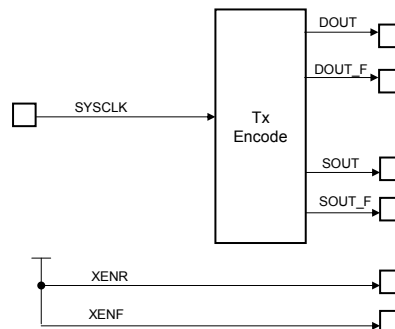 DOUT
DOUT_F
SYSCLK
Tx
Encode
SOUT
SOUT_F
XENR
XENF